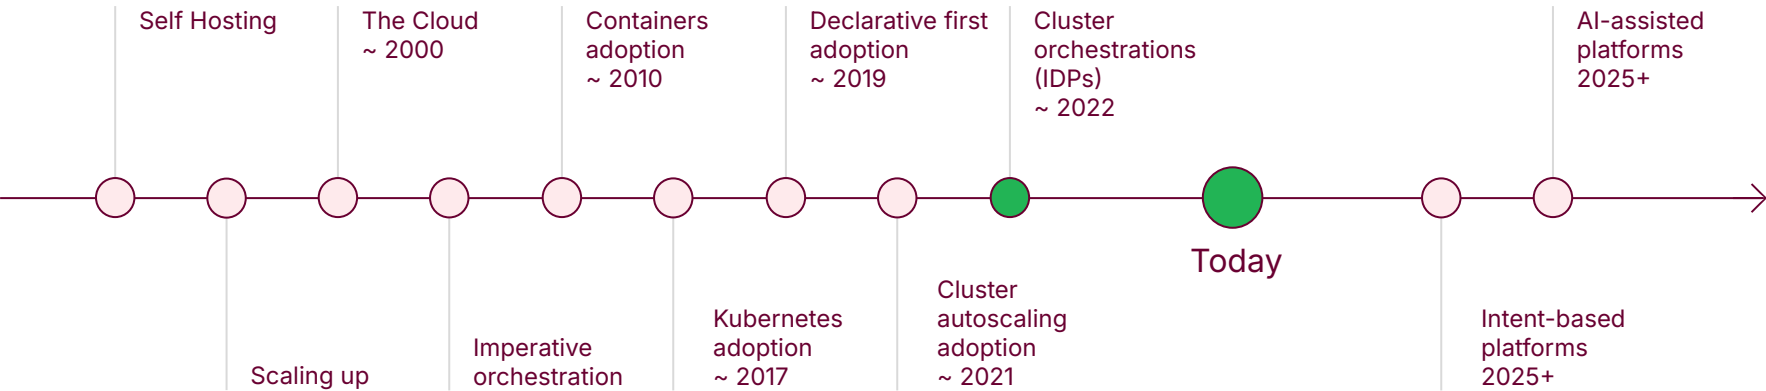 Self Hosting
The Cloud
~ 2000
Containers
adoption
~ 2010
Declarative first
adoption
~ 2019
Cluster
orchestrations
(IDPs)
~ 2022
AI-assisted
platforms
2025+
Today
Scaling up
Imperative
orchestration
Kubernetes
adoption
~ 2017
Cluster
autoscaling
adoption
~ 2021
Intent-based
platforms
2025+